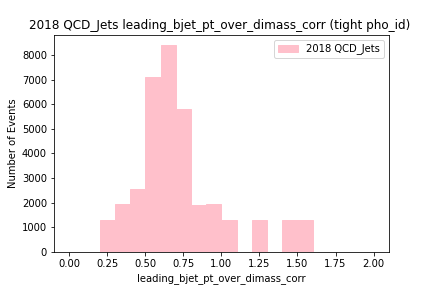 2018 QCD_Jets leading_bjet_pt_over_dimass_corr (tight pho_id)
2018 QCD_Jets
Number of Events
8000
7000
6000
5000
4000
3000
2000
1000
0
0.00 0.25 0.50 0.75 1.00 1.25 1.50 1.75 2.00
leading_bjet_pt_over_dimass_corr